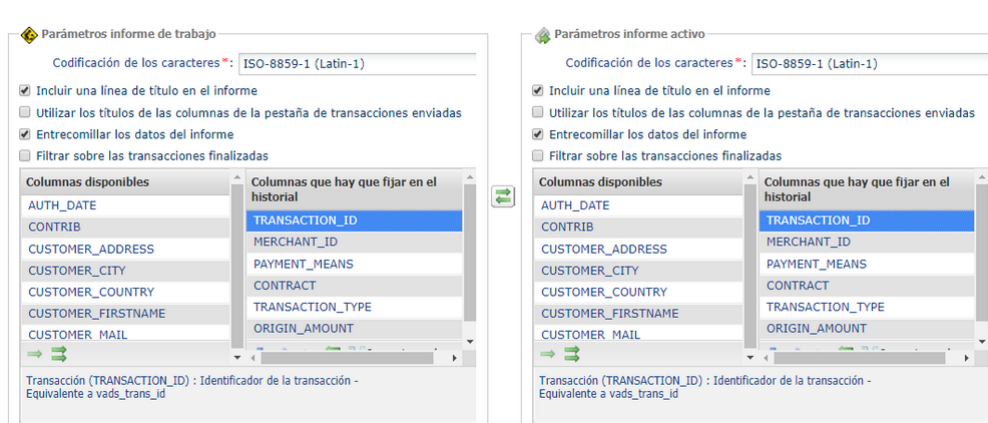 Parámetros informe de trabajo
Codificación de los caracteres*: ISO-8859-1 (Latin-1)
Incluir una línea de título en el informe
Utilizar los títulos de las columnas de la pestaña de transacciones enviadas
Entrecomillar los datos del informe
Filtrar sobre las transacciones finalizadas
Columnas disponibles
AUTH_DATE
CONTRIB
CUSTOMER_ADDRESS
CUSTOMER_CITY
CUSTOMER_COUNTRY
CUSTOMER_FIRSTNAME
CUSTOMER_MAIL
Columnas que hay que fijar en el
historial
TRANSACTION_ID
MERCHANT_ID
PAYMENT_MEANS
CONTRACT
TRANSACTION_TYPE
ORIGIN_AMOUNT
Transacción (TRANSACTION_ID) : Identificador de la transacción -
Equivalente a vads_trans_id
Parámetros informe activo
Codificación de los caracteres*: ISO-8859-1 (Latin-1)
Incluir una línea de título en el informe
Utilizar los títulos de las columnas de la pestaña de transacciones enviadas
Entrecomillar los datos del informe
Filtrar sobre las transacciones finalizadas
Columnas disponibles
AUTH_DATE
CONTRIB
CUSTOMER_ADDRESS
CUSTOMER_CITY
CUSTOMER_COUNTRY
CUSTOMER_FIRSTNAME
CUSTOMER_MAIL
Columnas que hay que fijar en el
historial
TRANSACTION_ID
MERCHANT_ID
PAYMENT_MEANS
CONTRACT
TRANSACTION_TYPE
ORIGIN_AMOUNT
Transacción (TRANSACTION_ID) : Identificador de la transacción -
Equivalente a vads_trans_id